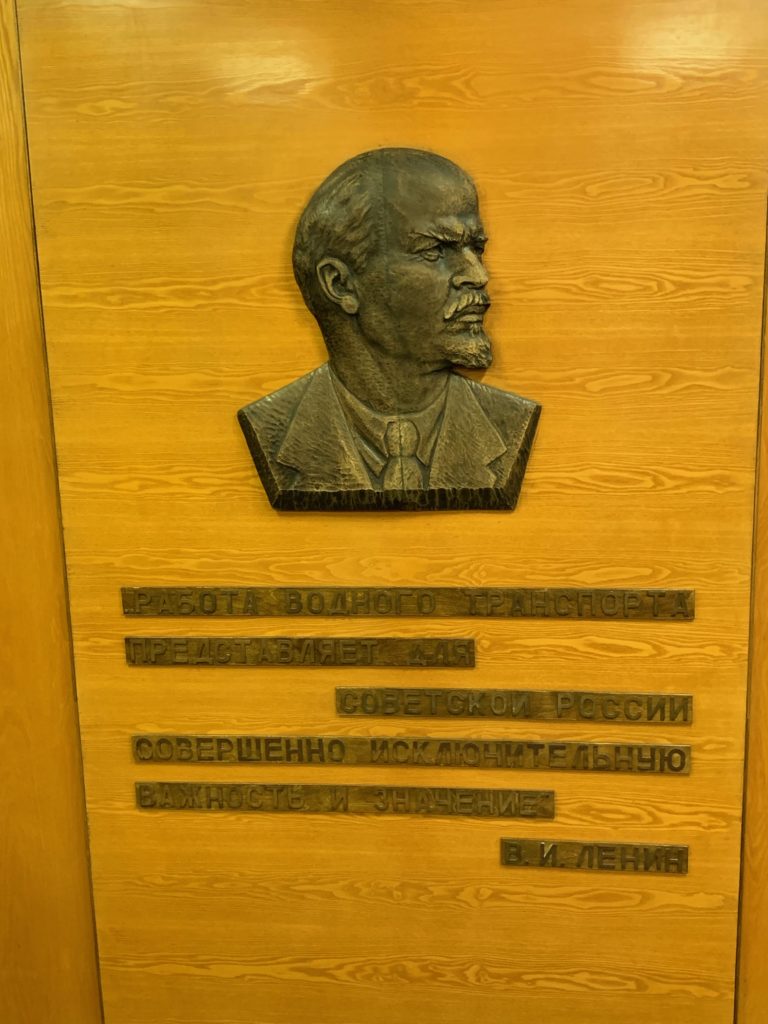 „РАБОТА ВОДНОГО ТРАНСПОРТА
ПРЕДСТАВЛЯЕТ ДЛЯ
СОВЕТСКОЙ РОССИИ
СОВЕРШЕННО ИСКЛЮЧИТЕЛЬНУЮ
ВАЖНОСТЬ И ЗНАЧЕНИЕ"
В. И. ЛЕНИН